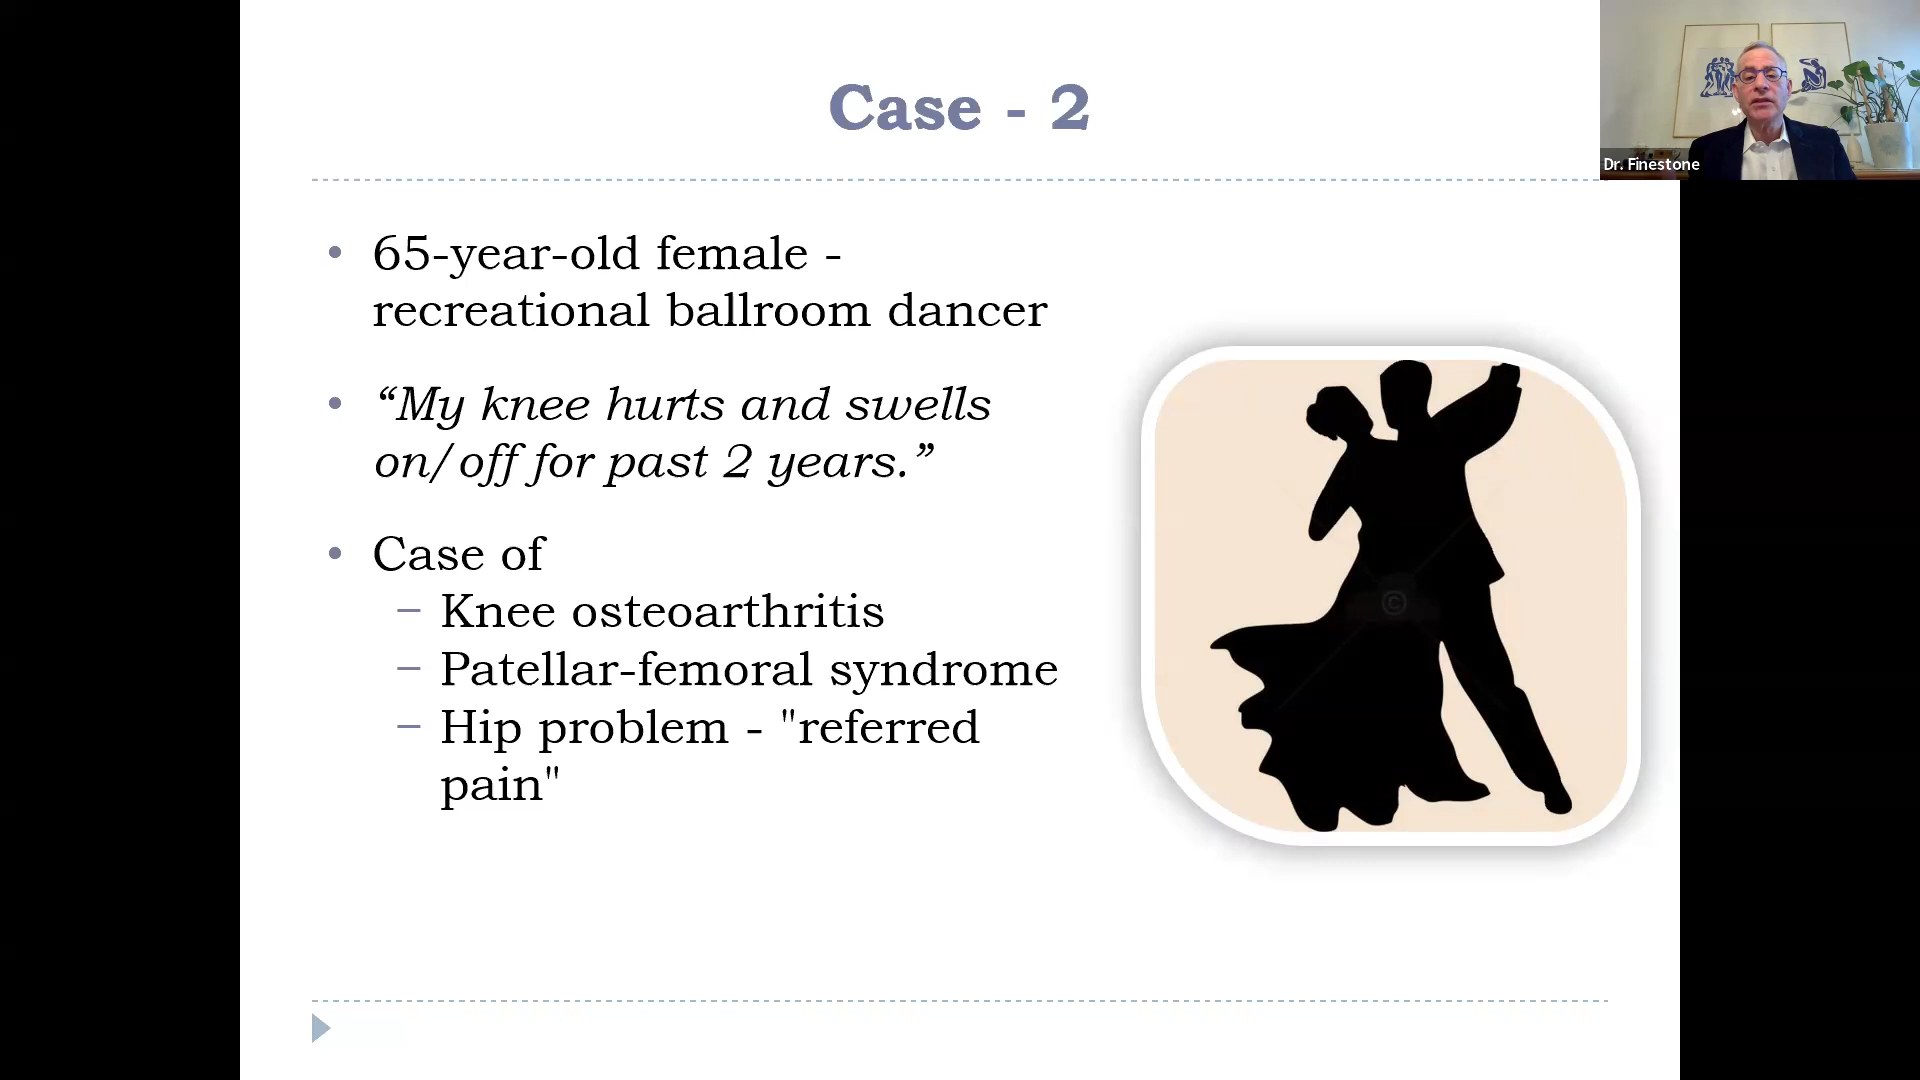 Case - 2
Dr. Finestone
• 65-year-old female -
recreational ballroom dancer
• “My knee hurts and swells
on/off for past 2 years.”
• Case of
– Knee osteoarthritis
– Patellar-femoral syndrome
– Hip problem - "referred
pain"
©